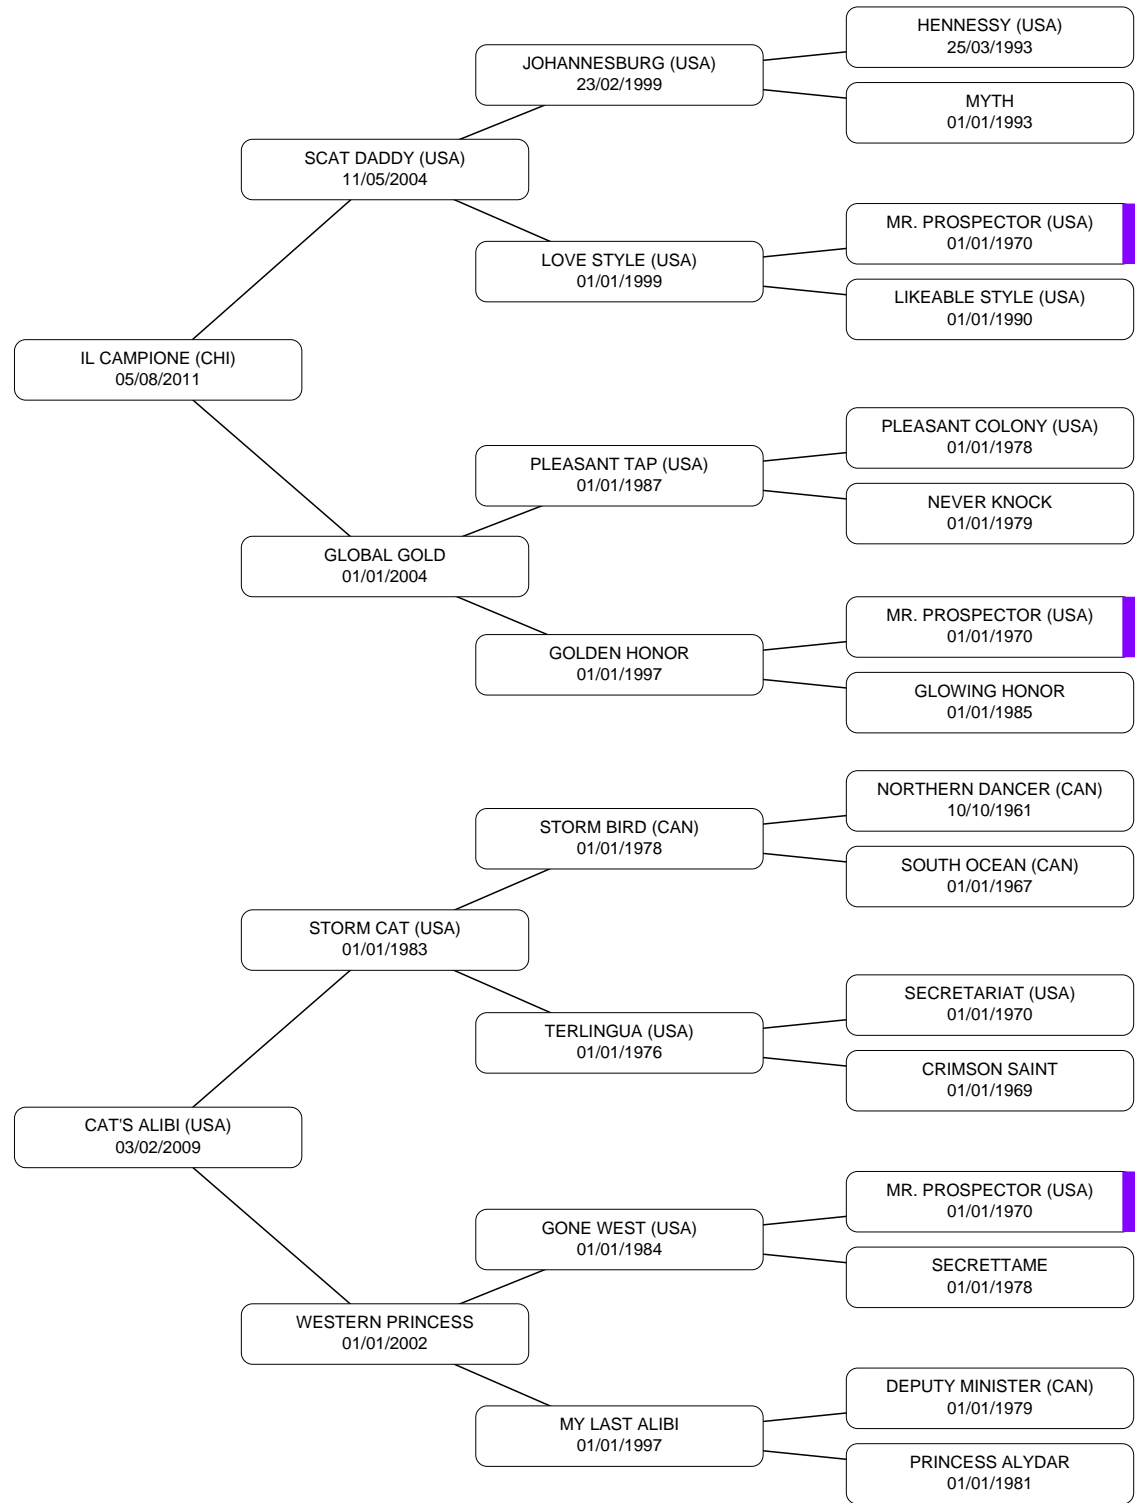 HENNESSY (USA)
25/03/1993
JOHANNESBURG (USA)
23/02/1999
MYTH
01/01/1993
SCAT DADDY (USA)
11/05/2004
MR. PROSPECTOR (USA)
01/01/1970
LOVE STYLE (USA)
01/01/1999
LIKEABLE STYLE (USA)
01/01/1990
IL CAMPIONE (CHI)
05/08/2011
PLEASANT COLONY (USA)
01/01/1978
PLEASANT TAP (USA)
01/01/1987
NEVER KNOCK
01/01/1979
GLOBAL GOLD
01/01/2004
MR. PROSPECTOR (USA)
01/01/1970
GOLDEN HONOR
01/01/1997
GLOWING HONOR
01/01/1985
NORTHERN DANCER (CAN)
10/10/1961
STORM BIRD (CAN)
01/01/1978
SOUTH OCEAN (CAN)
01/01/1967
STORM CAT (USA)
01/01/1983
SECRETARIAT (USA)
01/01/1970
TERLINGUA (USA)
01/01/1976
CRIMSON SAINT
01/01/1969
CAT'S ALIBI (USA)
03/02/2009
MR. PROSPECTOR (USA)
01/01/1970
GONE WEST (USA)
01/01/1984
SECRETTAME
01/01/1978
WESTERN PRINCESS
01/01/2002
DEPUTY MINISTER (CAN)
01/01/1979
MY LAST ALIBI
01/01/1997
PRINCESS ALYDAR
01/01/1981